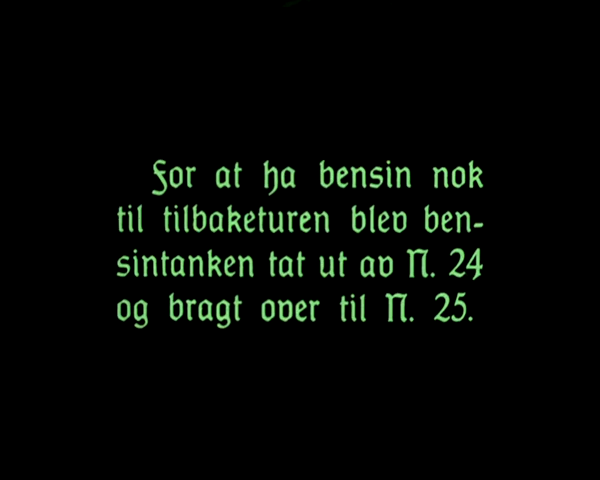 For at ha bensin nok
til tilbaketuren blev ben-
sintanken tat ut av N. 24
og bragt over til N. 25.